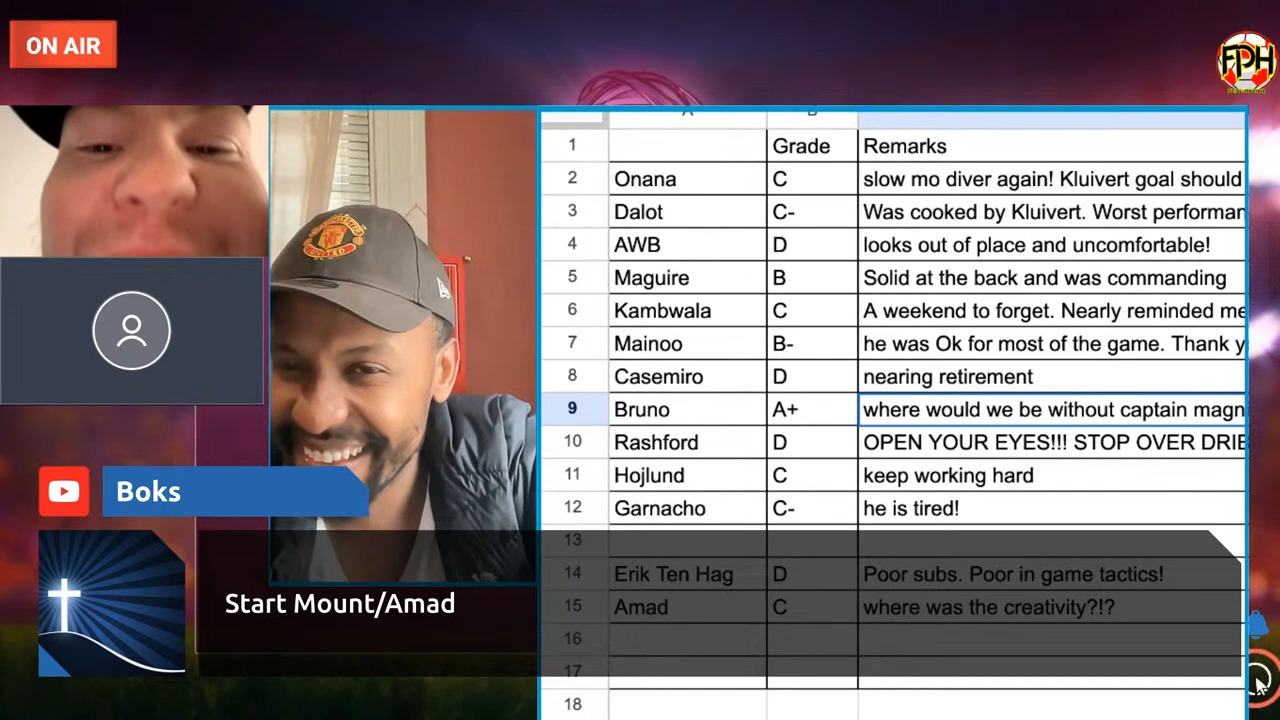 ON AIR
FPH
A B
1 Grade Remarks
2 Onana C slow mo diver again! Kluivert goal should
3 Dalot C- Was cooked by Kluivert. Worst performan
4 AWB D looks out of place and uncomfortable!
5 Maguire B Solid at the back and was commanding
6 Kambwala C A weekend to forget. Nearly reminded me
7 Mainoo B- he was Ok for most of the game. Thank y
8 Casemiro D nearing retirement
9 Bruno A+ where would we be without captain magn
10 Rashford D OPEN YOUR EYES!!! STOP OVER DRIB
11 Hojlund C keep working hard
12 Garnacho C- he is tired!
13
14 Erik Ten Hag D Poor subs. Poor in game tactics!
15 Amad C where was the creativity?!?
16
17
18
UNITED
Boks
Start Mount/Amad